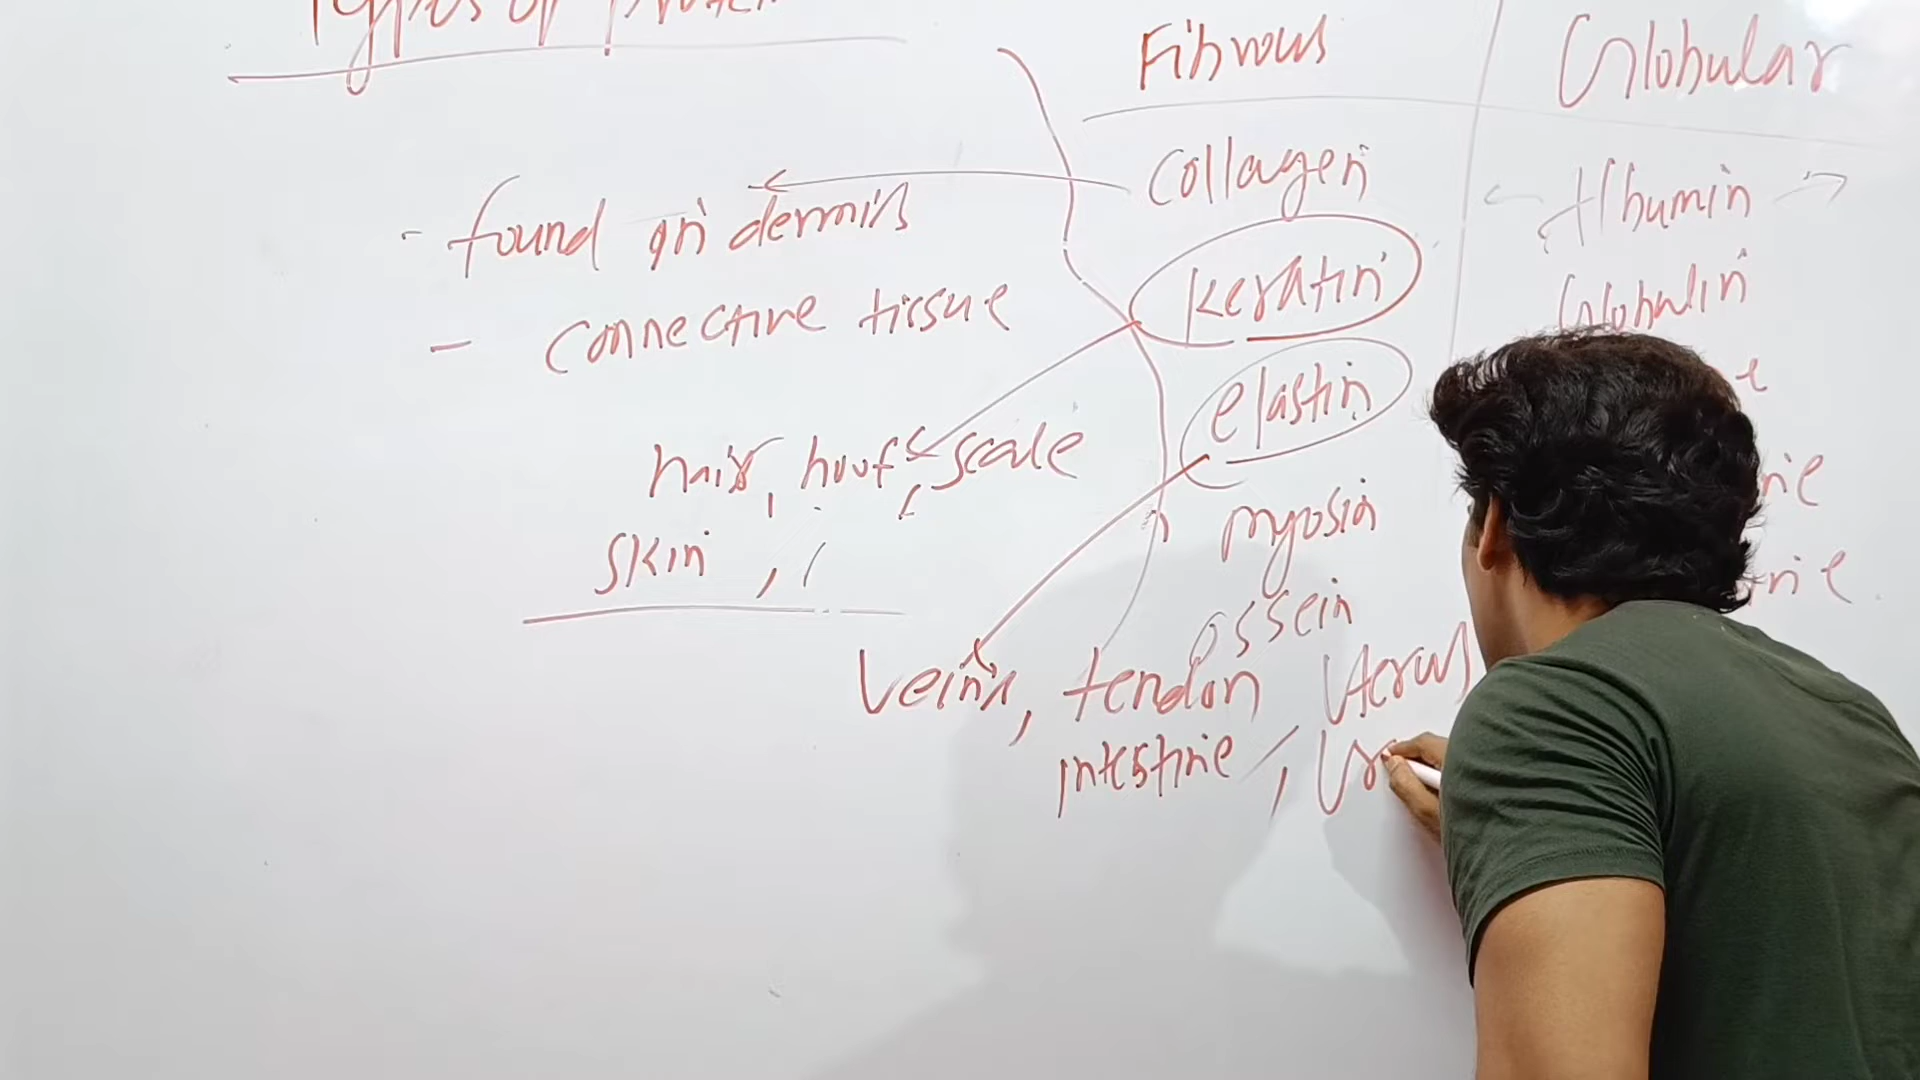 Types of protein
Fibrous Globular
Collagen Albumin
- found in dermis
keratin Globulin
- connective tissue
elastin
hair, hoof, scale
myosin
skin,
ossein
veins, tendon Uterus
intestine,